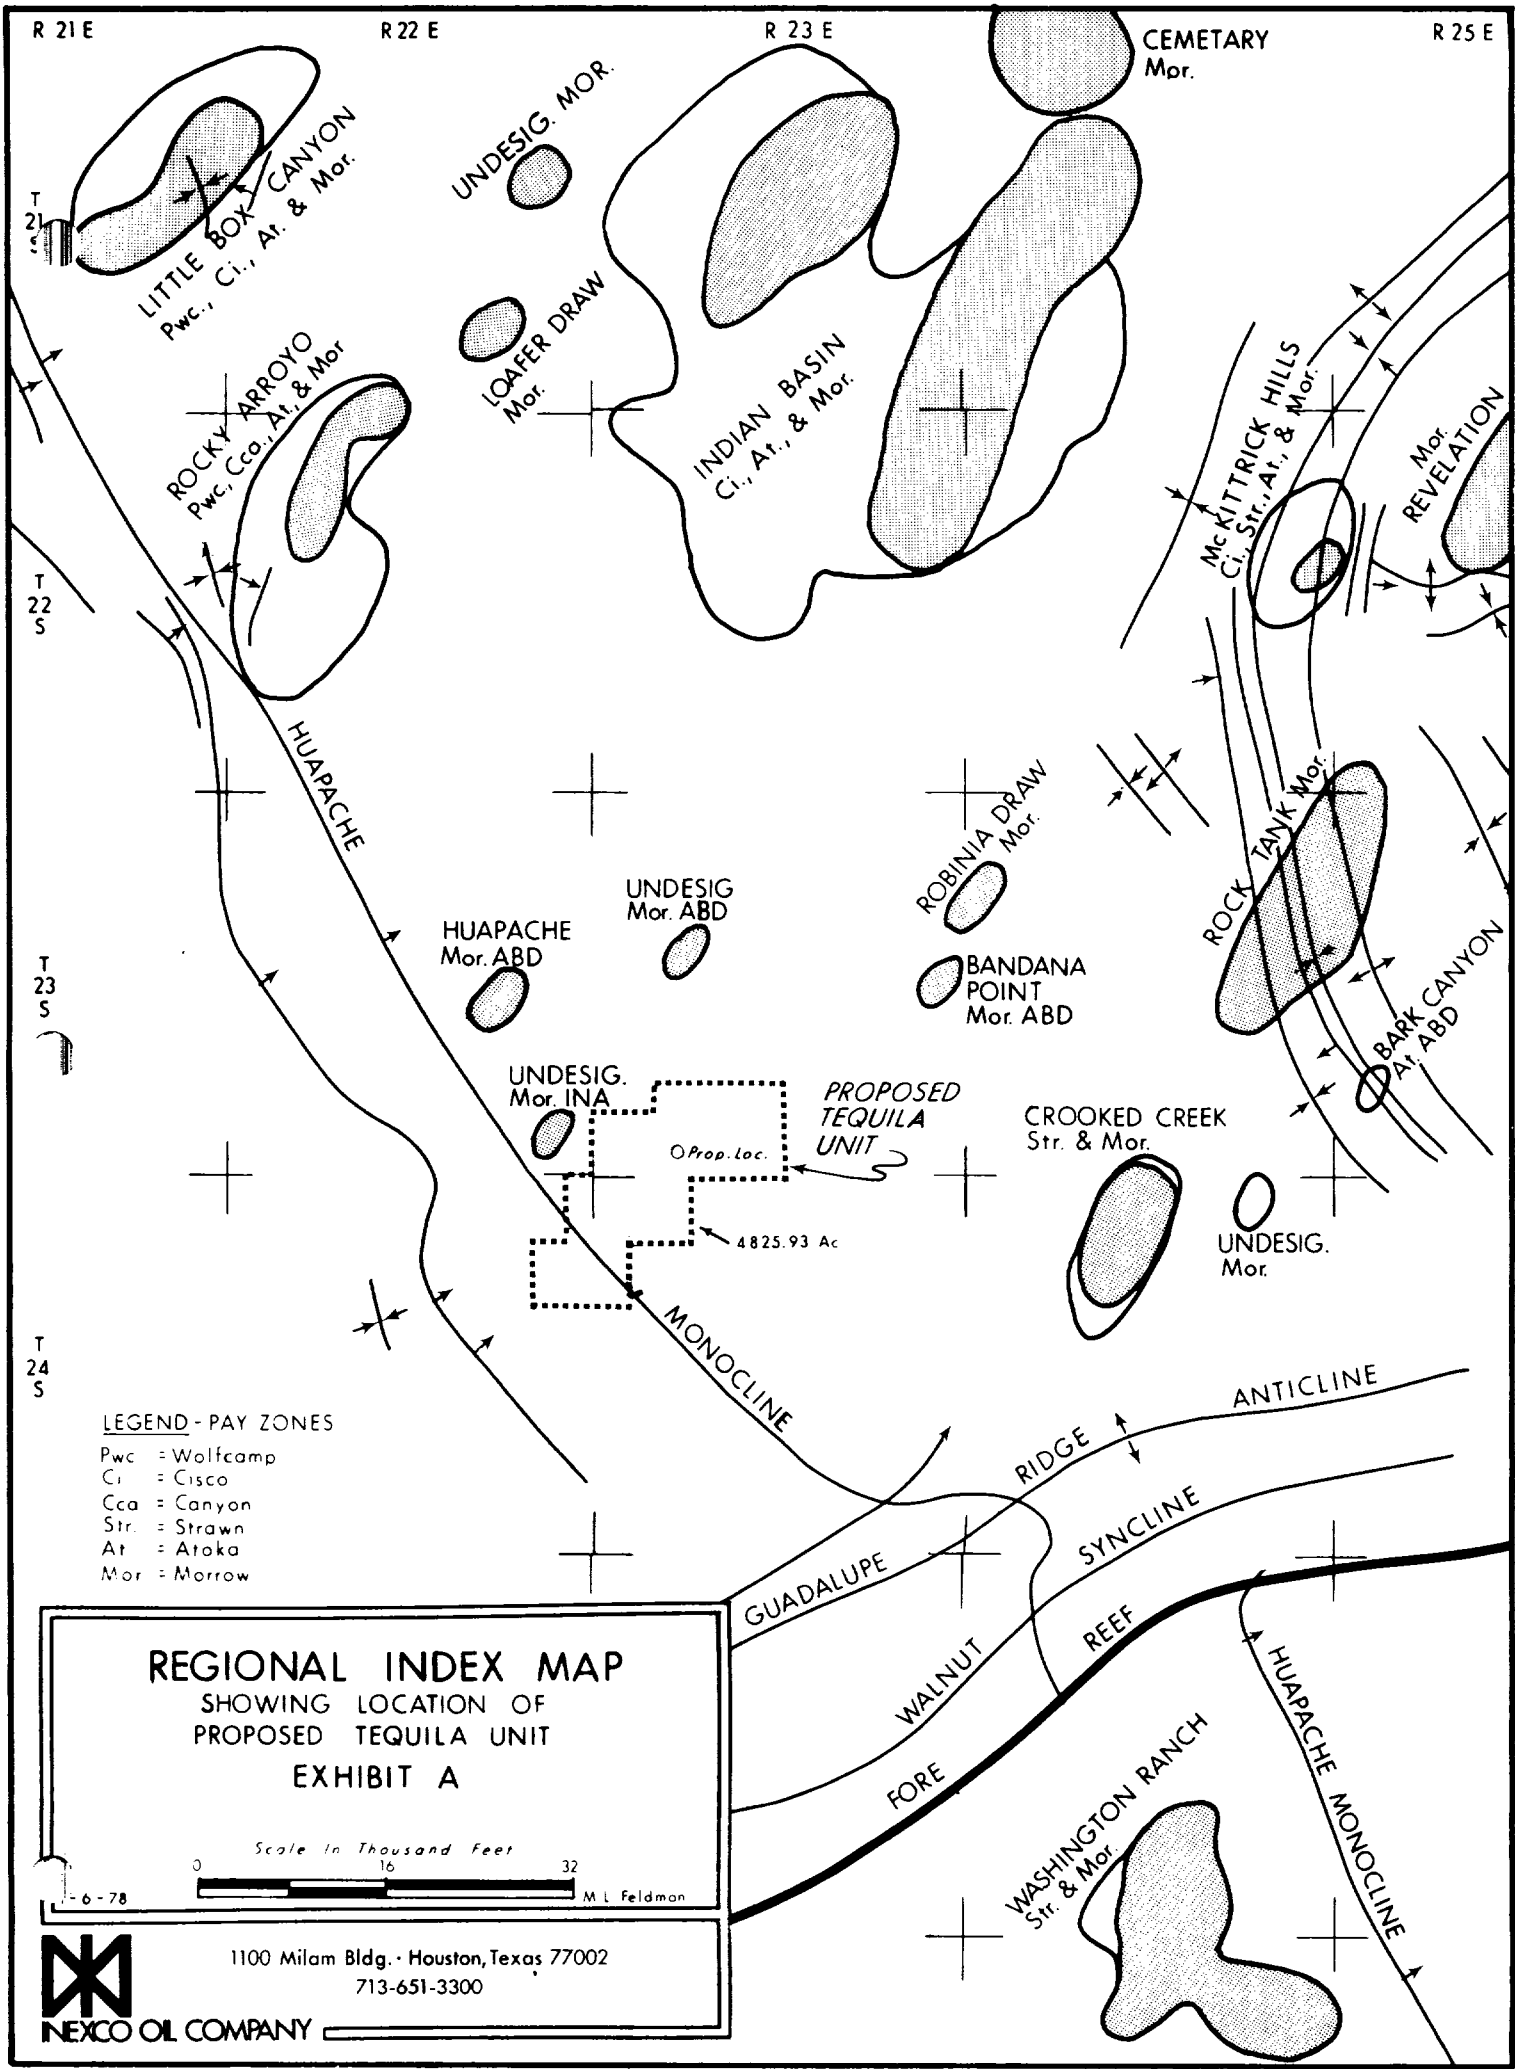 R 21 E
R 22 E
R 23 E
R 25 E
CEMETARY
Mor.
UNDESIG. MOR.
T
21
S
LITTLE BOX CANYON
Pwc., Ci., At. & Mor.
LOAFER DRAW
Mor.
ROCKY ARROYO
Pwc, Cca., At., & Mor
INDIAN BASIN
Ci., At., & Mor.
McKITTRICK HILLS
Ci., Str., At., & Mor.
Mor.
REVELATION
T
22
S
HUAPACHE
ROBINIA DRAW
Mor.
ROCK TANK Mor.
UNDESIG
Mor. ABD
HUAPACHE
Mor. ABD
BANDANA
POINT
Mor. ABD
T
23
S
BARK CANYON
At. ABD
UNDESIG.
Mor. INA
PROPOSED
TEQUILA
UNIT
Prop. Loc.
CROOKED CREEK
Str. & Mor.
4825.93 Ac
UNDESIG.
Mor.
MONOCLINE
T
24
S
LEGEND - PAY ZONES
Pwc = Wolfcamp
Ci = Cisco
Cca = Canyon
Str. = Strawn
At = Atoka
Mor = Morrow
GUADALUPE RIDGE ANTICLINE
WALNUT SYNCLINE
FORE REEF
HUAPACHE MONOCLINE
WASHINGTON RANCH
Str. & Mor.
REGIONAL INDEX MAP
SHOWING LOCATION OF
PROPOSED TEQUILA UNIT
EXHIBIT A
Scale In Thousand Feet
0 16 32
-6-78
M L Feldman
1100 Milam Bldg. · Houston, Texas 77002
713-651-3300
NEXCO OIL COMPANY